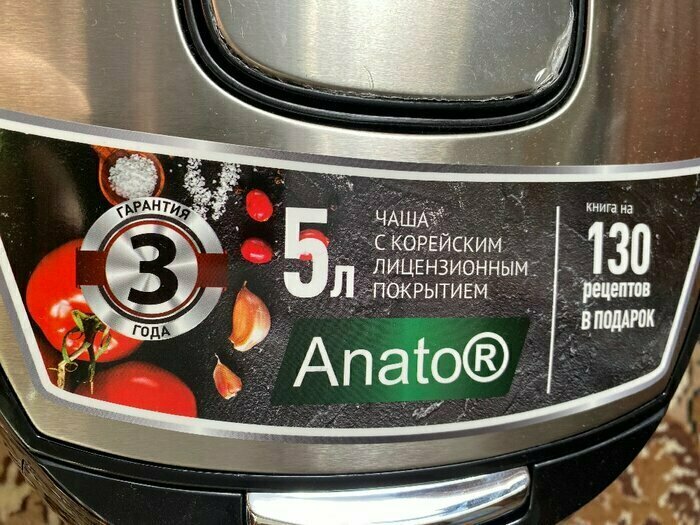 ГАРАНТИЯ
3
ГОДА
5л
ЧАША
С КОРЕЙСКИМ
ЛИЦЕНЗИОННЫМ
ПОКРЫТИЕМ
Anato®
книга на
130
рецептов
В ПОДАРОК